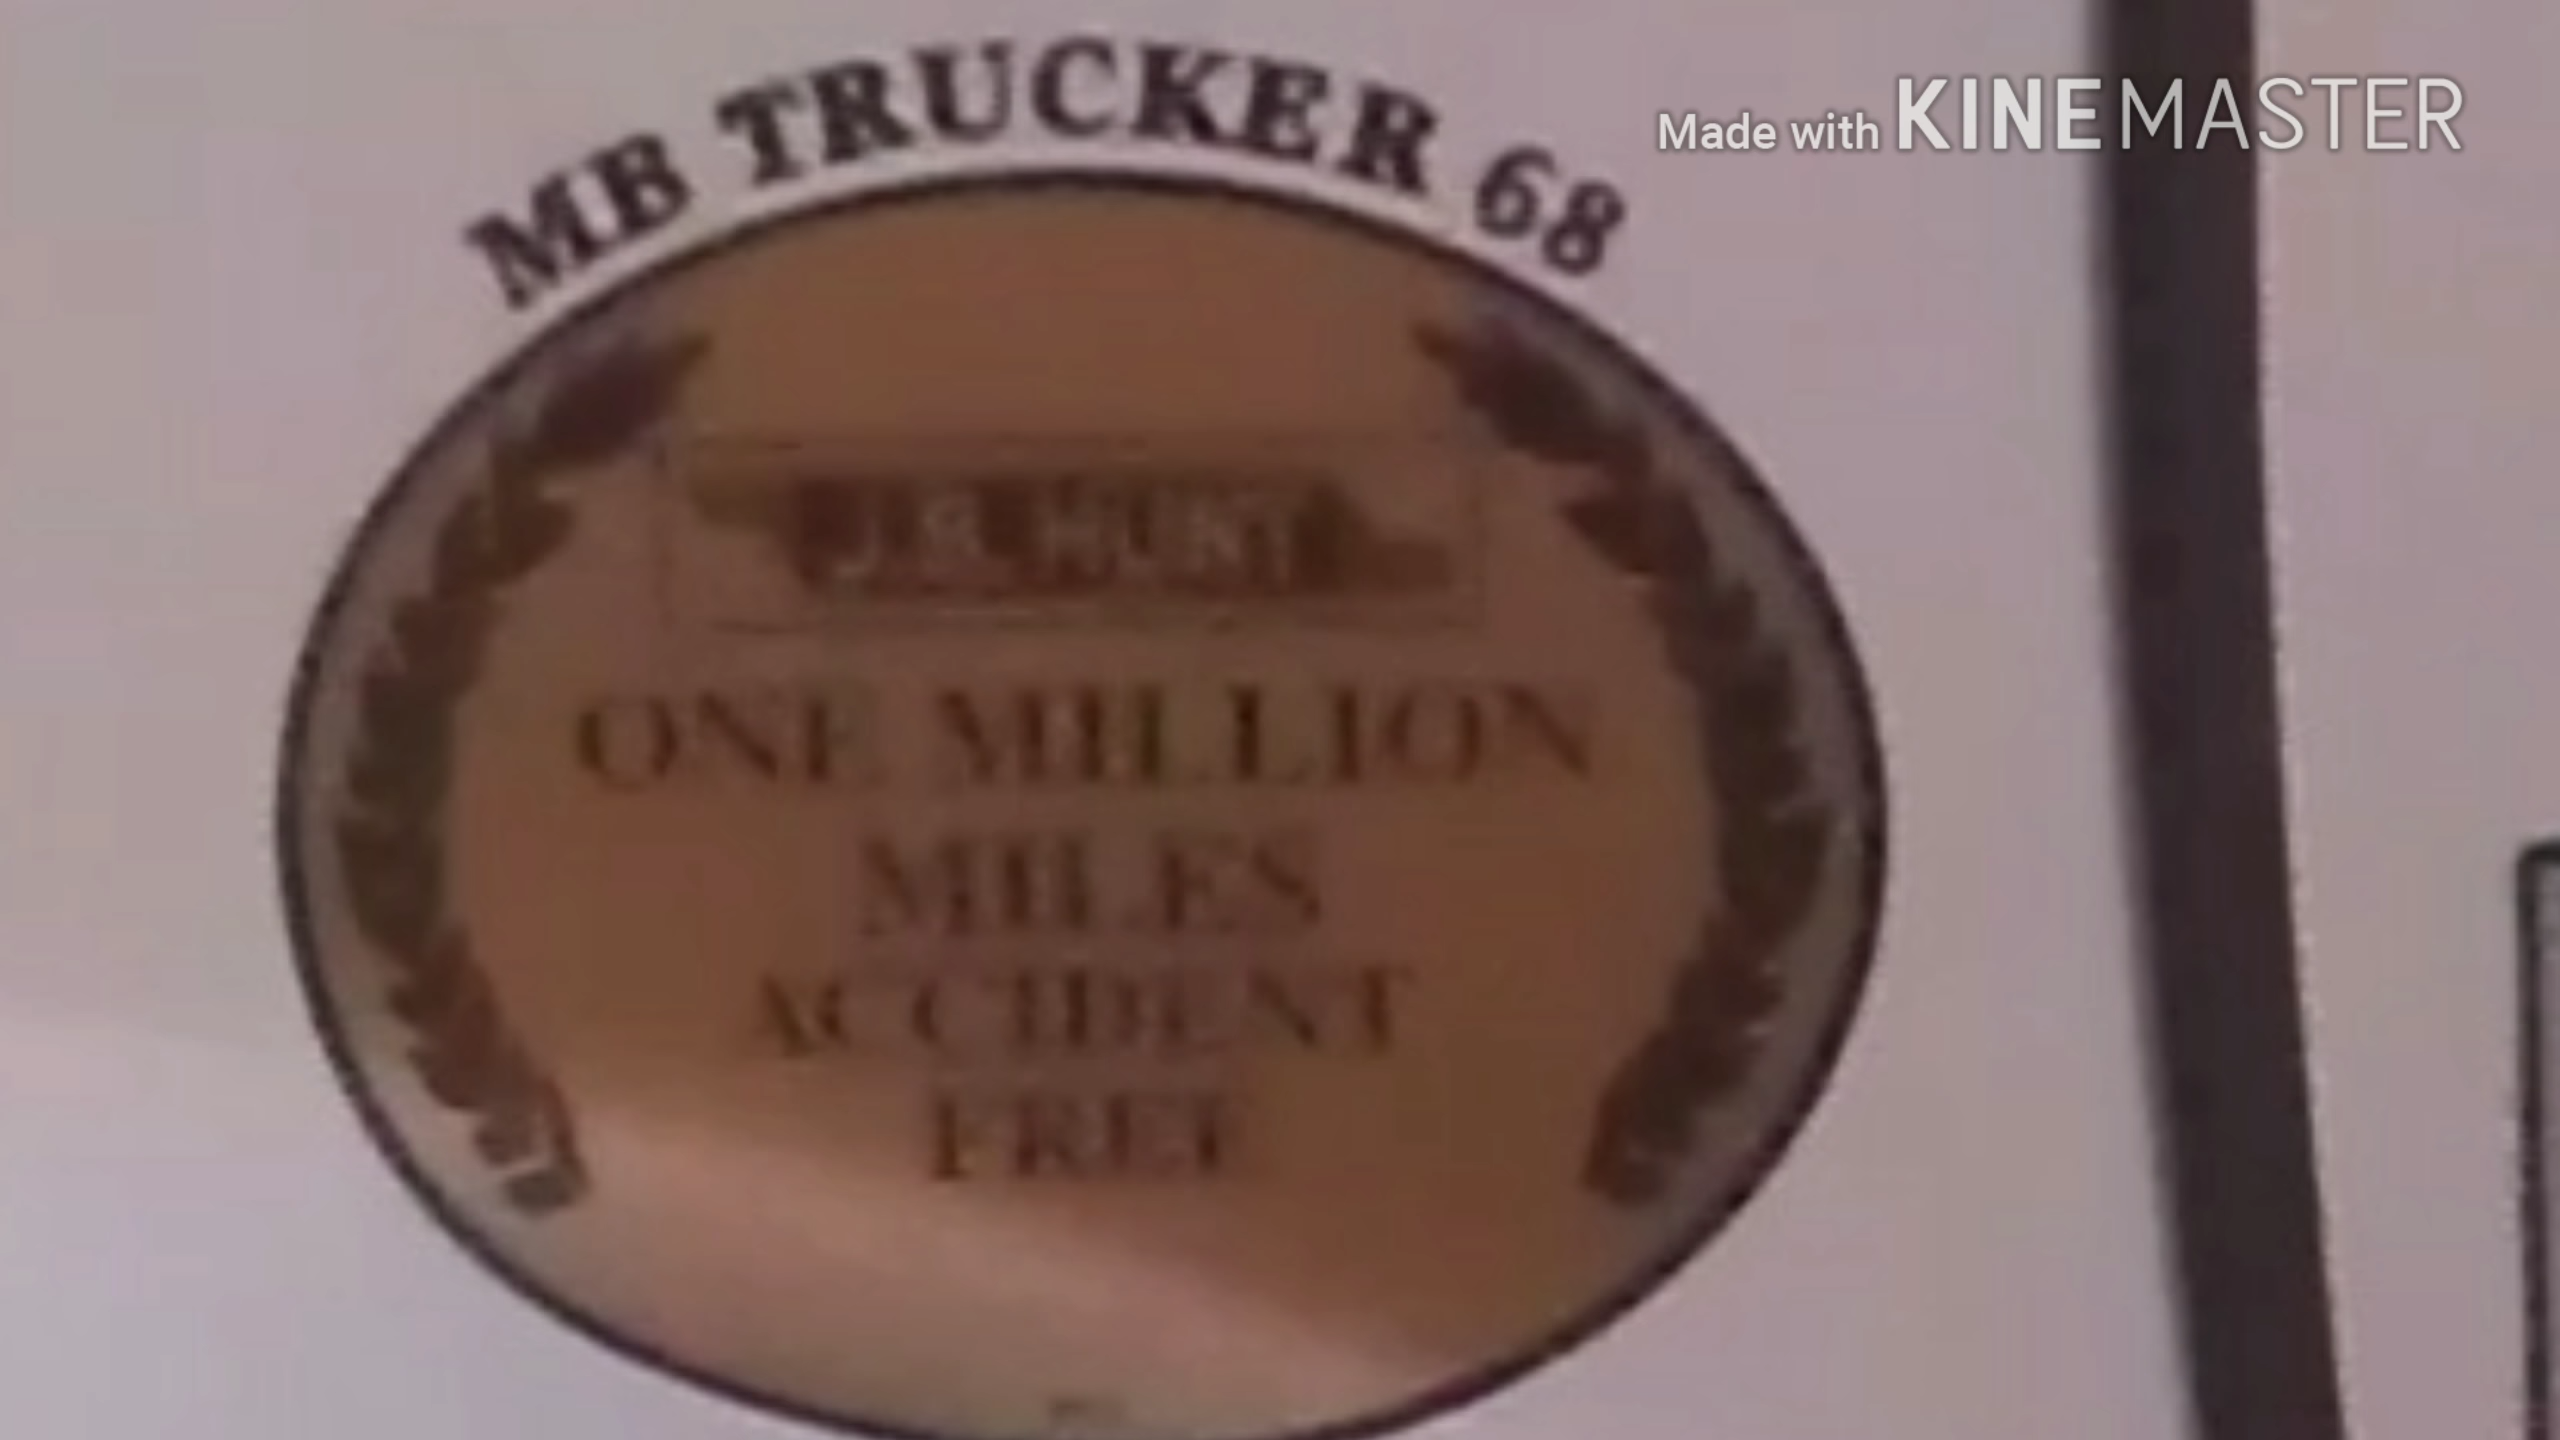 MB TRUCKER 68
Made with KINEMASTER
J.B. HUNT
ONE MILLION
MILES
ACCIDENT
FREE